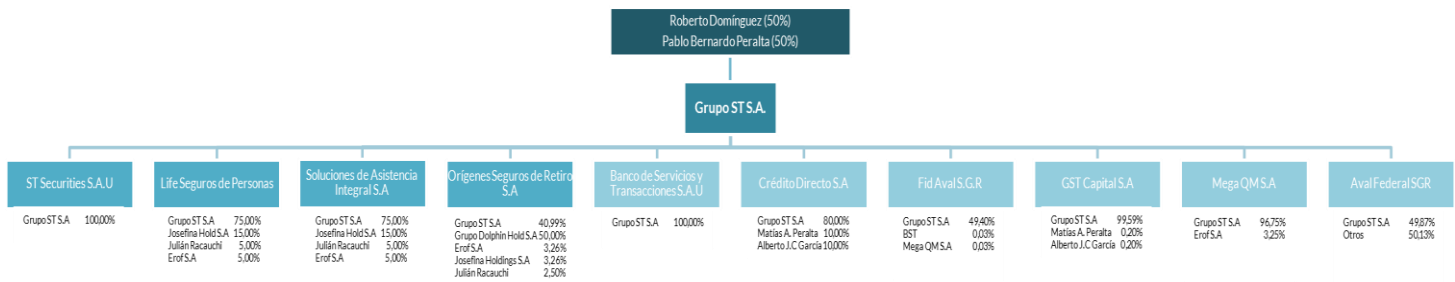 Roberto Domínguez (50%)
Pablo Bernardo Peralta (50%)
Grupo ST S.A.
ST Securities S.A.U
Grupo ST S.A 100,00%
Life Seguros de Personas
Grupo ST S.A 75,00%
Josefina Hold S.A 15,00%
Julián Racauchi 5,00%
Erof S.A 5,00%
Soluciones de Asistencia
Integral S.A
Grupo ST S.A 75,00%
Josefina Hold S.A 15,00%
Julián Racauchi 5,00%
Erof S.A 5,00%
Orígenes Seguros de Retiro
S.A
Grupo ST S.A 40,99%
Grupo Dolphin Hold S.A 50,00%
Erof S.A 3,26%
Josefina Holdings S.A 3,26%
Julián Racauchi 2,50%
Banco de Servicios y
Transacciones S.A.U
Grupo ST S.A 100,00%
Crédito Directo S.A
Grupo ST S.A 80,00%
Matías A. Peralta 10,00%
Alberto J.C García 10,00%
Fid Aval S.G.R
Grupo ST S.A 49,40%
BST 0,03%
Mega QM S.A 0,03%
GST Capital S.A
Grupo ST S.A 99,59%
Matías A. Peralta 0,20%
Alberto J.C García 0,20%
Mega QM S.A
Grupo ST S.A 96,75%
Erof S.A 3,25%
Aval Federal SGR
Grupo ST S.A 49,87%
Otros 50,13%